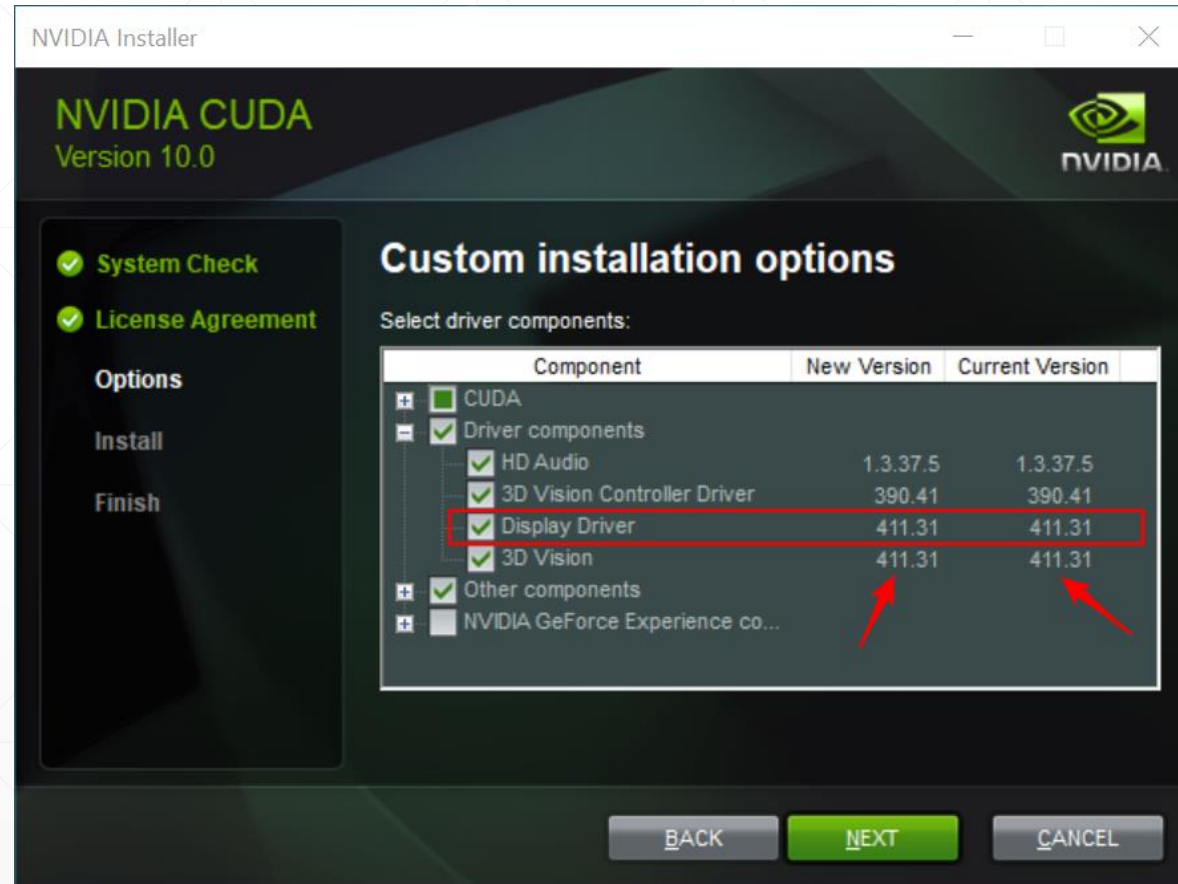 NVIDIA Installer
NVIDIA CUDA
Version 10.0
NVIDIA.
System Check
License Agreement
Options
Install
Finish
Custom installation options
Select driver components:
Component New Version Current Version
CUDA
Driver components
HD Audio 1.3.37.5 1.3.37.5
3D Vision Controller Driver 390.41 390.41
Display Driver 411.31 411.31
3D Vision 411.31 411.31
Other components
NVIDIA GeForce Experience co...
BACK NEXT CANCEL